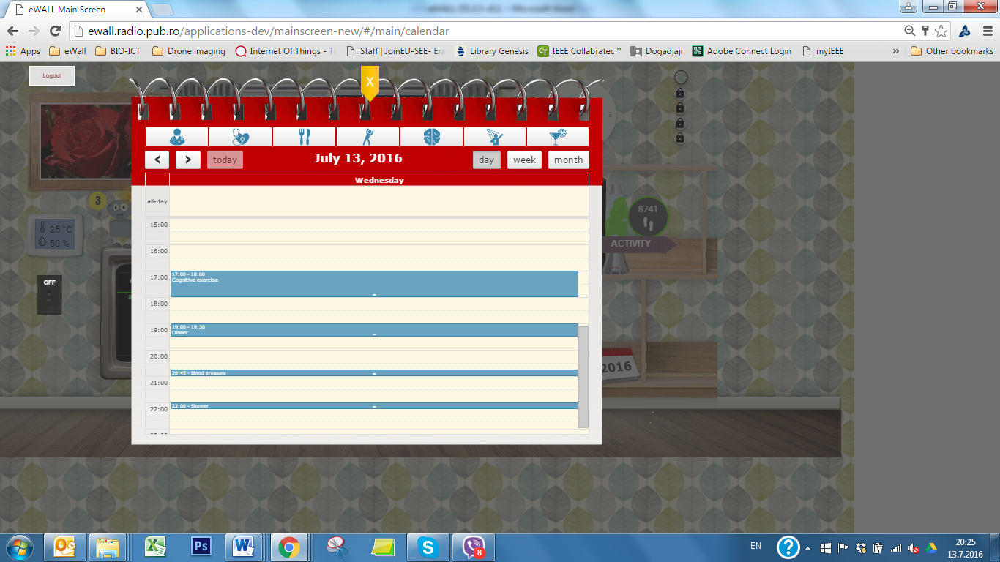 eWALL Main Screen
ewall.radio.pub.ro/applications-dev/mainscreen-new/#/main/calendar
Apps eWall BIO-ICT Drone imaging Internet Of Things - T Staff | JoinEU-SEE- Era Library Genesis IEEE Collabratec™ Dogadjaji Adobe Connect Login myIEEE » Other bookmarks
Logout
X
3
today July 13, 2016 day week month
Wednesday
all-day
15:00
16:00
17:00
17:00 - 18:00
Cognitive exercise
18:00
19:00
19:00 - 19:30
Dinner
20:00
20:45 - Blood pressure
21:00
22:00 - Shower
22:00
3
25 °C
50 %
OFF
8741
ACTIVITY
2016
EN
8
20:25
13.7.2016